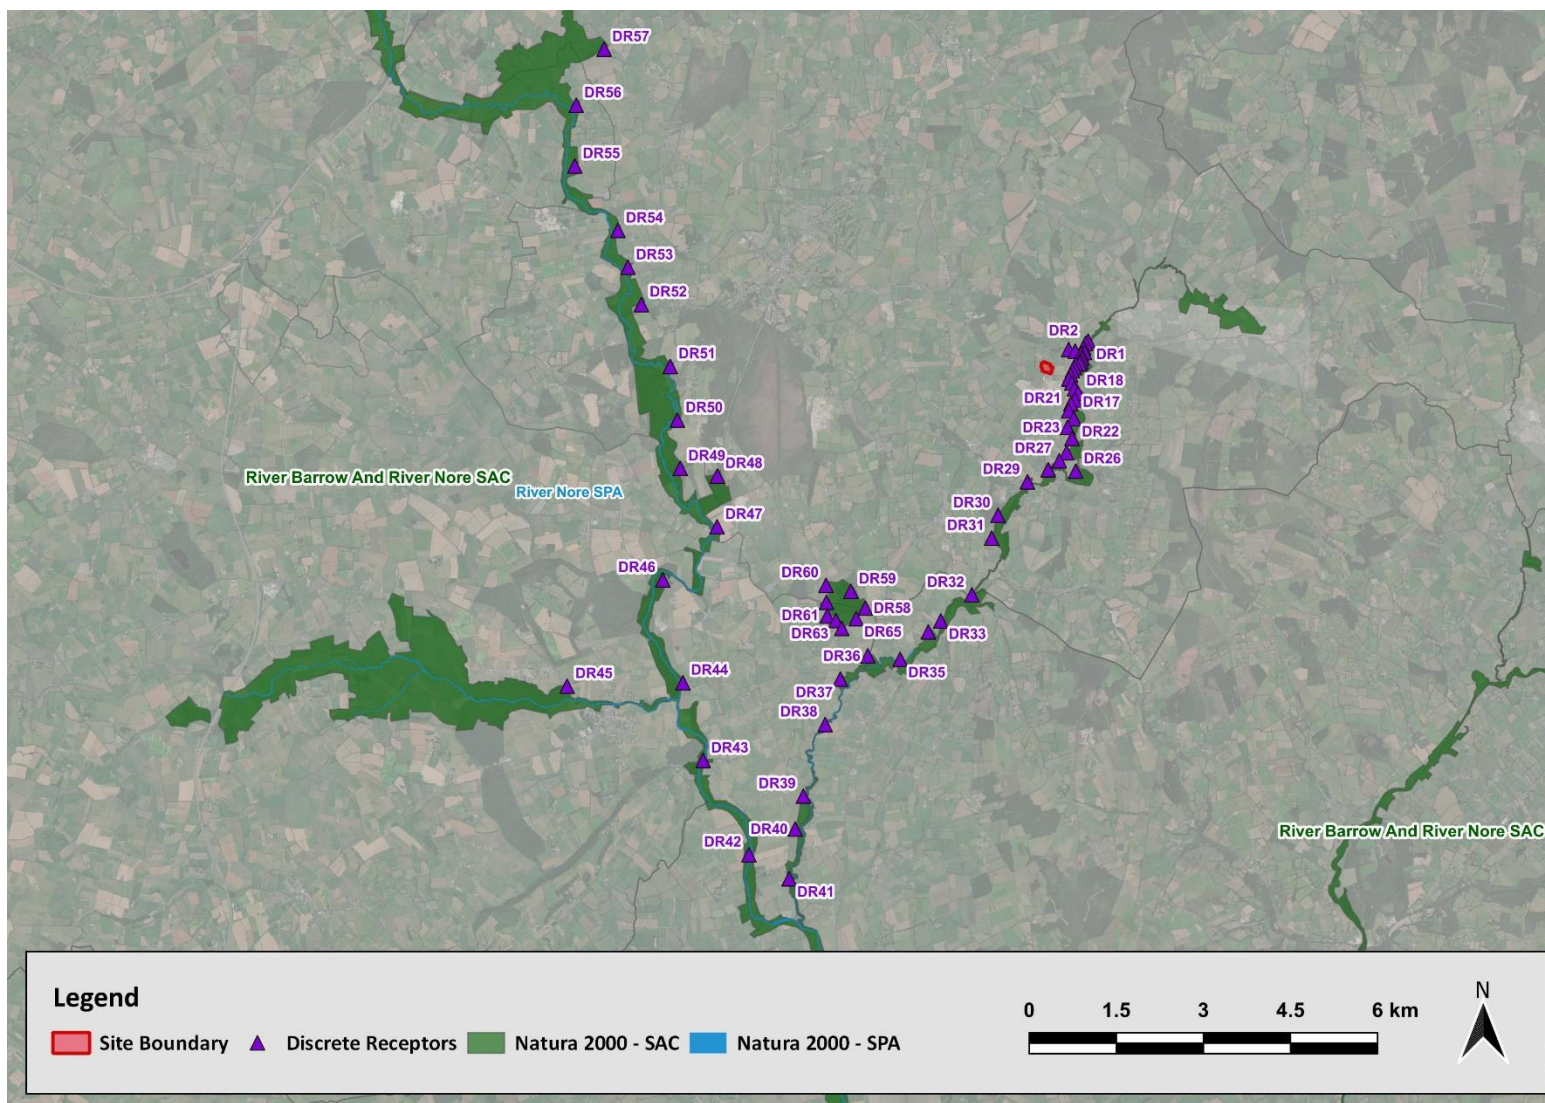 DR57
DR56
DR55
DR54
DR53
DR52
DR2
DR1
DR51
DR18
DR21
DR17
DR50
DR23
DR22
DR27
DR49
DR48
DR29
DR26
River Barrow And River Nore SAC
River Nore SPA
DR30
DR47
DR31
DR46
DR60
DR59
DR32
DR58
DR61
DR63
DR65
DR33
DR36
DR35
DR45
DR44
DR37
DR38
DR43
DR39
DR40
River Barrow And River Nore SAC
DR42
DR41
Legend
Site Boundary
Discrete Receptors
Natura 2000 - SAC
Natura 2000 - SPA
0 1.5 3 4.5 6 km
N